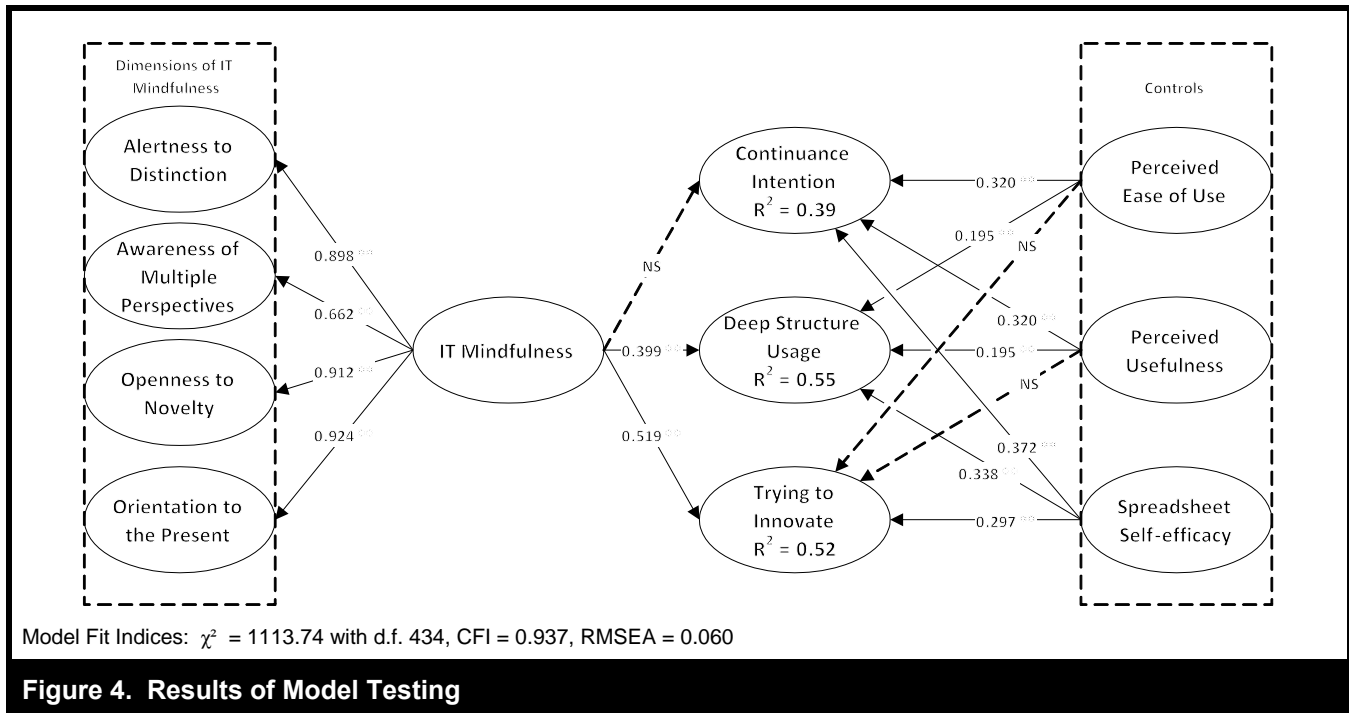 Dimensions of IT
Mindfulness
Alertness to
Distinction
Awareness of
Multiple
Perspectives
Openness to
Novelty
Orientation to
the Present
0.898 **
0.662 **
0.912 **
0.924 **
IT Mindfulness
NS
0.399 **
0.519 **
Continuance
Intention
R² = 0.39
Deep Structure
Usage
R² = 0.55
Trying to
Innovate
R² = 0.52
0.320 **
0.195 **
NS
0.320 **
0.195 **
NS
0.372 **
0.338 **
0.297 **
Controls
Perceived
Ease of Use
Perceived
Usefulness
Spreadsheet
Self-efficacy
Model Fit Indices: χ² = 1113.74 with d.f. 434, CFI = 0.937, RMSEA = 0.060
Figure 4. Results of Model Testing